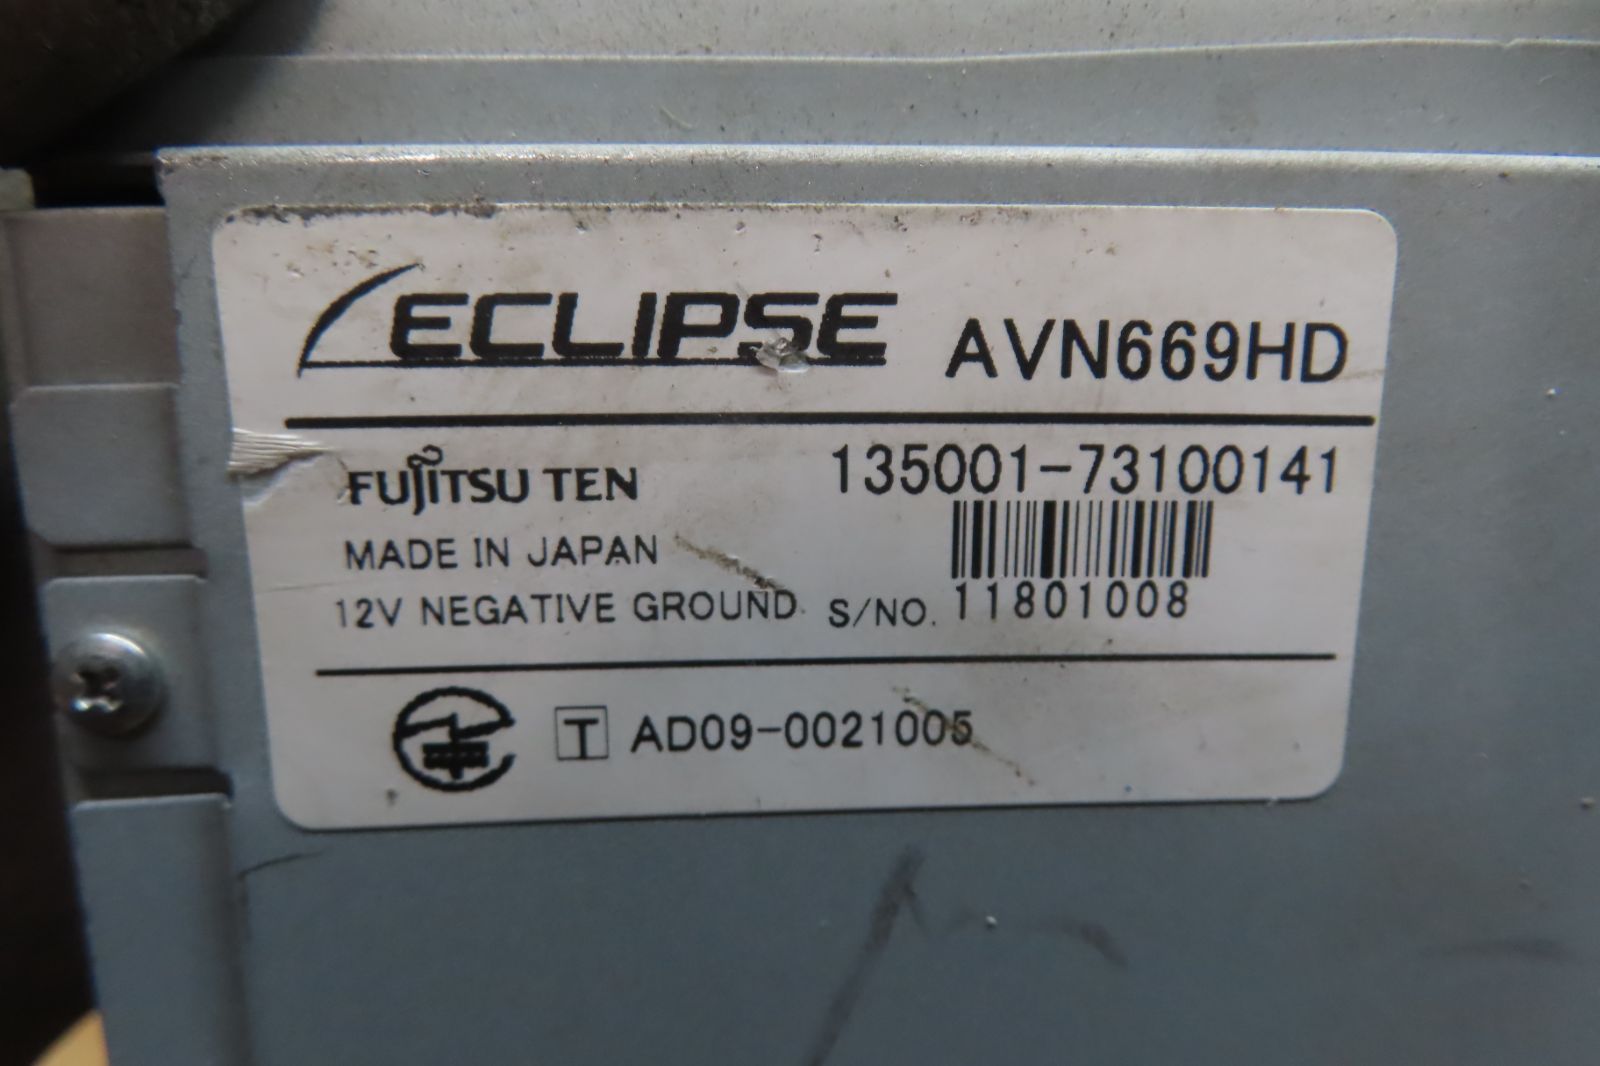 ECLIPSE AVN669HD
FUJITSU TEN 135001-73100141
MADE IN JAPAN
12V NEGATIVE GROUND S/NO. 11801008
T AD09-0021005